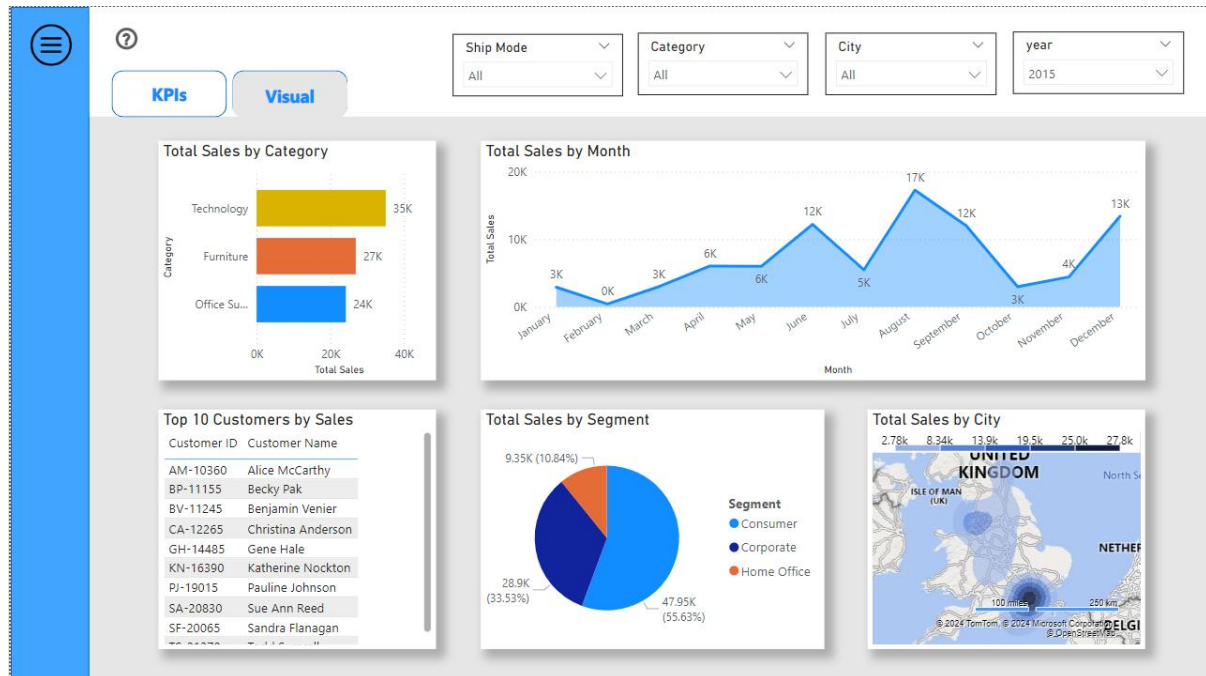 Ship Mode
All
Category
All
City
All
year
2015
KPIs
Visual
Total Sales by Category
Category
Technology
35K
Furniture
27K
Office Su...
24K
0K 20K 40K
Total Sales
Total Sales by Month
Total Sales
20K
10K
0K
3K
0K
3K
6K
6K
12K
5K
17K
12K
3K
4K
13K
January February March April May June July August September October November December
Month
Top 10 Customers by Sales
Customer ID Customer Name
AM-10360 Alice McCarthy
BP-11155 Becky Pak
BV-11245 Benjamin Venier
CA-12265 Christina Anderson
GH-14485 Gene Hale
KN-16390 Katherine Nockton
PJ-19015 Pauline Johnson
SA-20830 Sue Ann Reed
SF-20065 Sandra Flanagan
Total Sales by Segment
9.35K (10.84%)
28.9K
(33.53%)
47.95K
(55.63%)
Segment
Consumer
Corporate
Home Office
Total Sales by City
2.78k 8.34k 13.9k 19.5k 25.0k 27.8k
UNITED
KINGDOM
North Se
ISLE OF MAN
(UK)
NETHER
100 miles 250 km
© 2024 TomTom, © 2024 Microsoft Corporation
BELGI
© OpenStreetMap